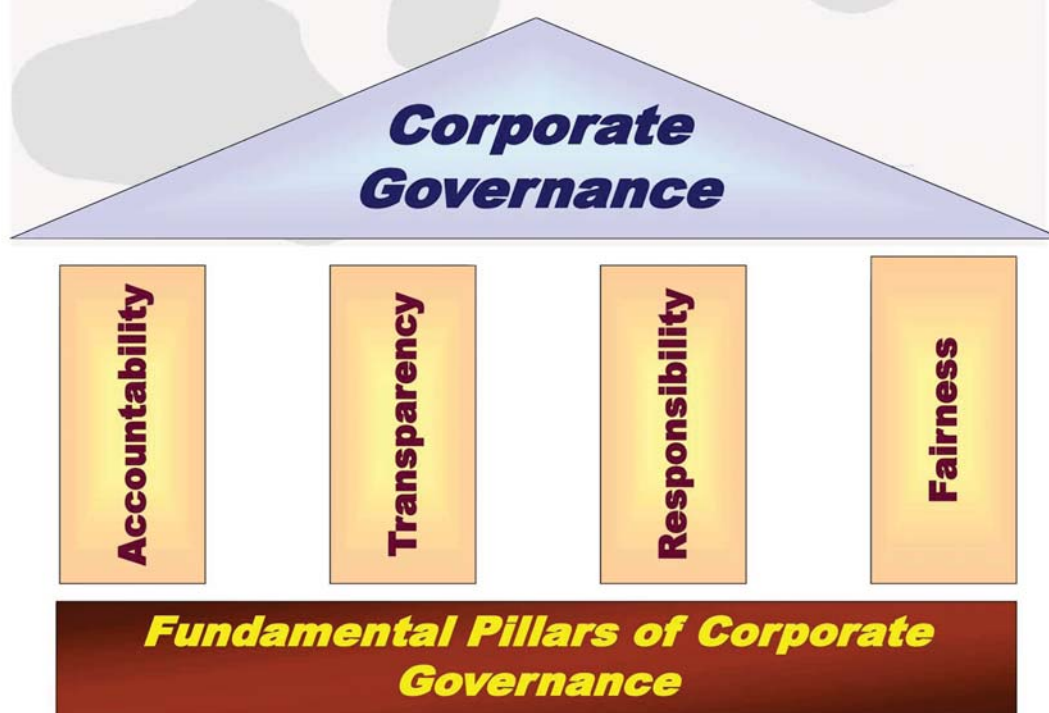 Corporate
Governance
Accountability
Transparency
Responsibility
Fairness
Fundamental Pillars of Corporate
Governance